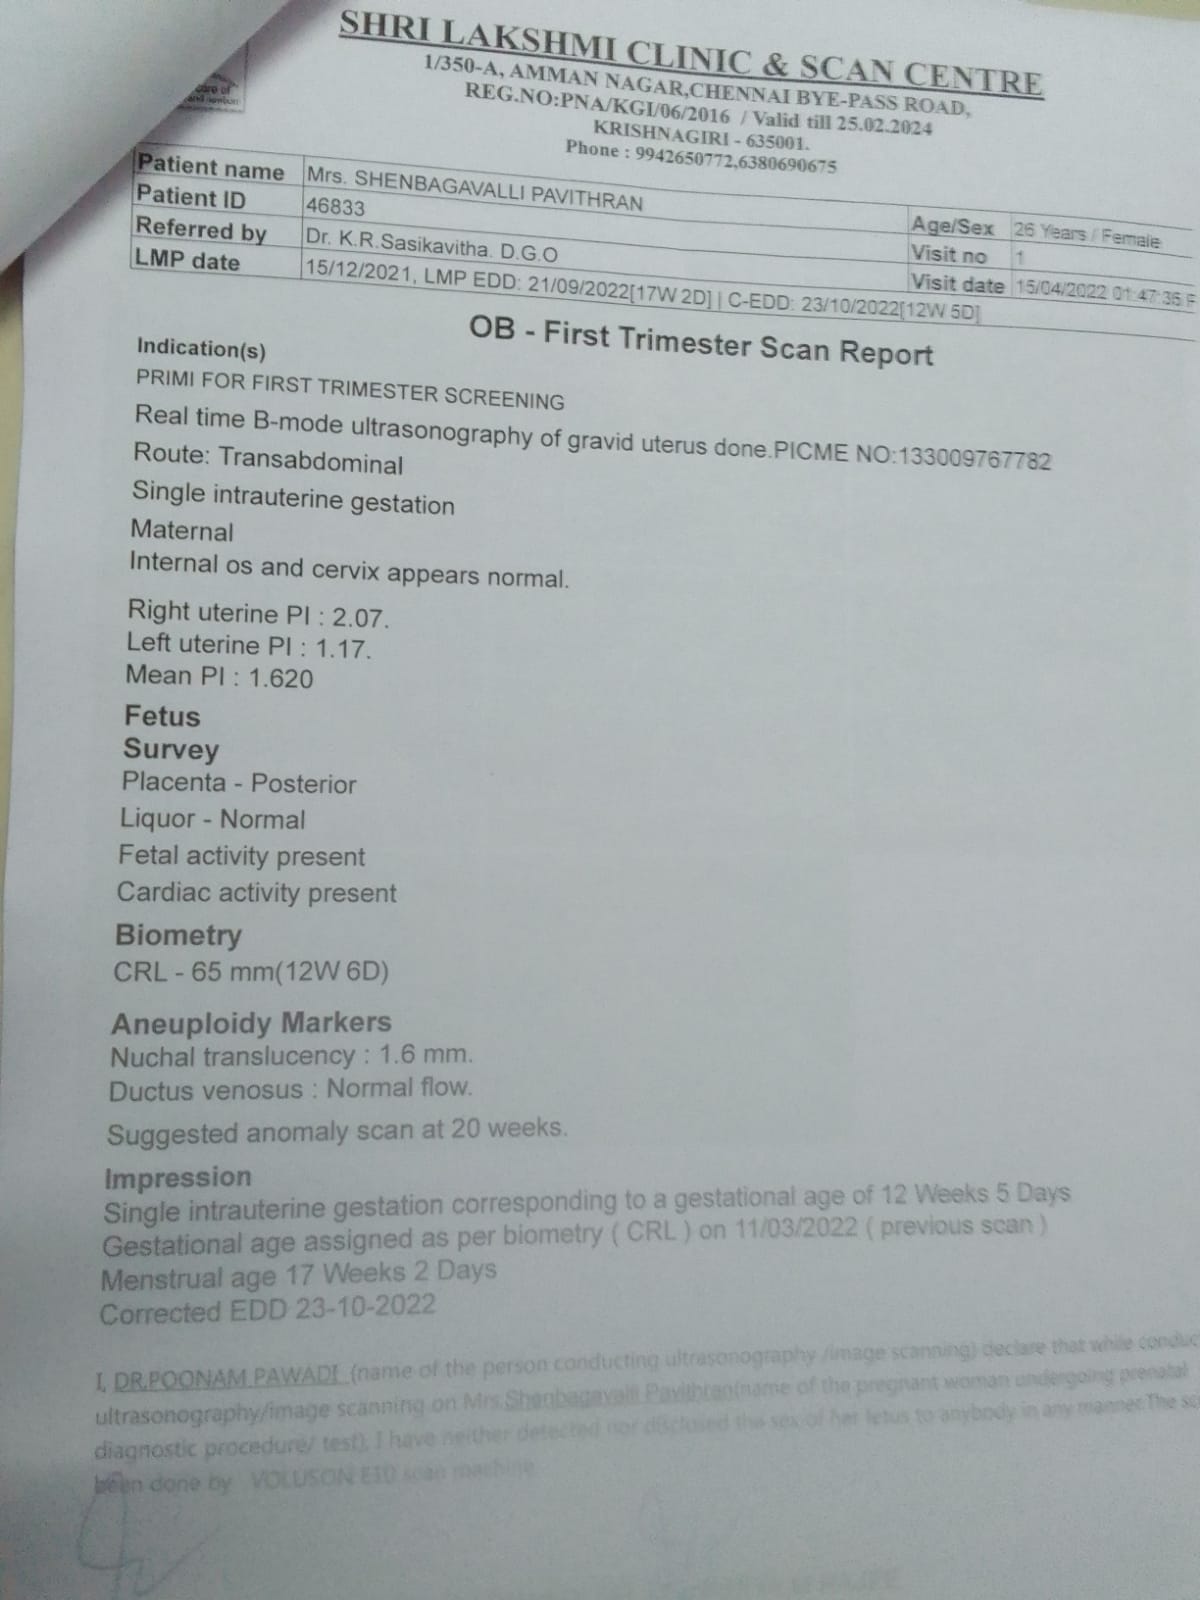 care of
and newborn
SHRI LAKSHMI CLINIC & SCAN CENTRE
1/350-A, AMMAN NAGAR,CHENNAI BYE-PASS ROAD,
REG.NO:PNA/KGI/06/2016 / Valid till 25.02.2024
KRISHNAGIRI - 635001.
Phone : 9942650772,6380690675
Patient name Mrs. SHENBAGAVALLI PAVITHRAN Age/Sex 26 Years / Female
Patient ID 46833 Visit no 1
Referred by Dr. K.R.Sasikavitha. D.G.O Visit date 15/04/2022 01:47:35 P
LMP date 15/12/2021, LMP EDD: 21/09/2022[17W 2D] | C-EDD: 23/10/2022[12W 5D]
OB - First Trimester Scan Report
Indication(s)
PRIMI FOR FIRST TRIMESTER SCREENING
Real time B-mode ultrasonography of gravid uterus done.PICME NO:133009767782
Route: Transabdominal
Single intrauterine gestation
Maternal
Internal os and cervix appears normal.
Right uterine PI : 2.07.
Left uterine PI : 1.17.
Mean PI : 1.620
Fetus
Survey
Placenta - Posterior
Liquor - Normal
Fetal activity present
Cardiac activity present
Biometry
CRL - 65 mm(12W 6D)
Aneuploidy Markers
Nuchal translucency : 1.6 mm.
Ductus venosus : Normal flow.
Suggested anomaly scan at 20 weeks.
Impression
Single intrauterine gestation corresponding to a gestational age of 12 Weeks 5 Days
Gestational age assigned as per biometry ( CRL ) on 11/03/2022 ( previous scan )
Menstrual age 17 Weeks 2 Days
Corrected EDD 23-10-2022
I, DR.POONAM PAWADI (name of the person conducting ultrasonography /image scanning) declare that while conduc
ultrasonography/image scanning on Mrs.Shenbagavalli Pavithran(name of the pregnant woman undergoing prenatal
diagnostic procedure/ test), I have neither detected nor disclosed the sex of her fetus to anybody in any manner.The sc
been done by VOLUSON E10 scan machine